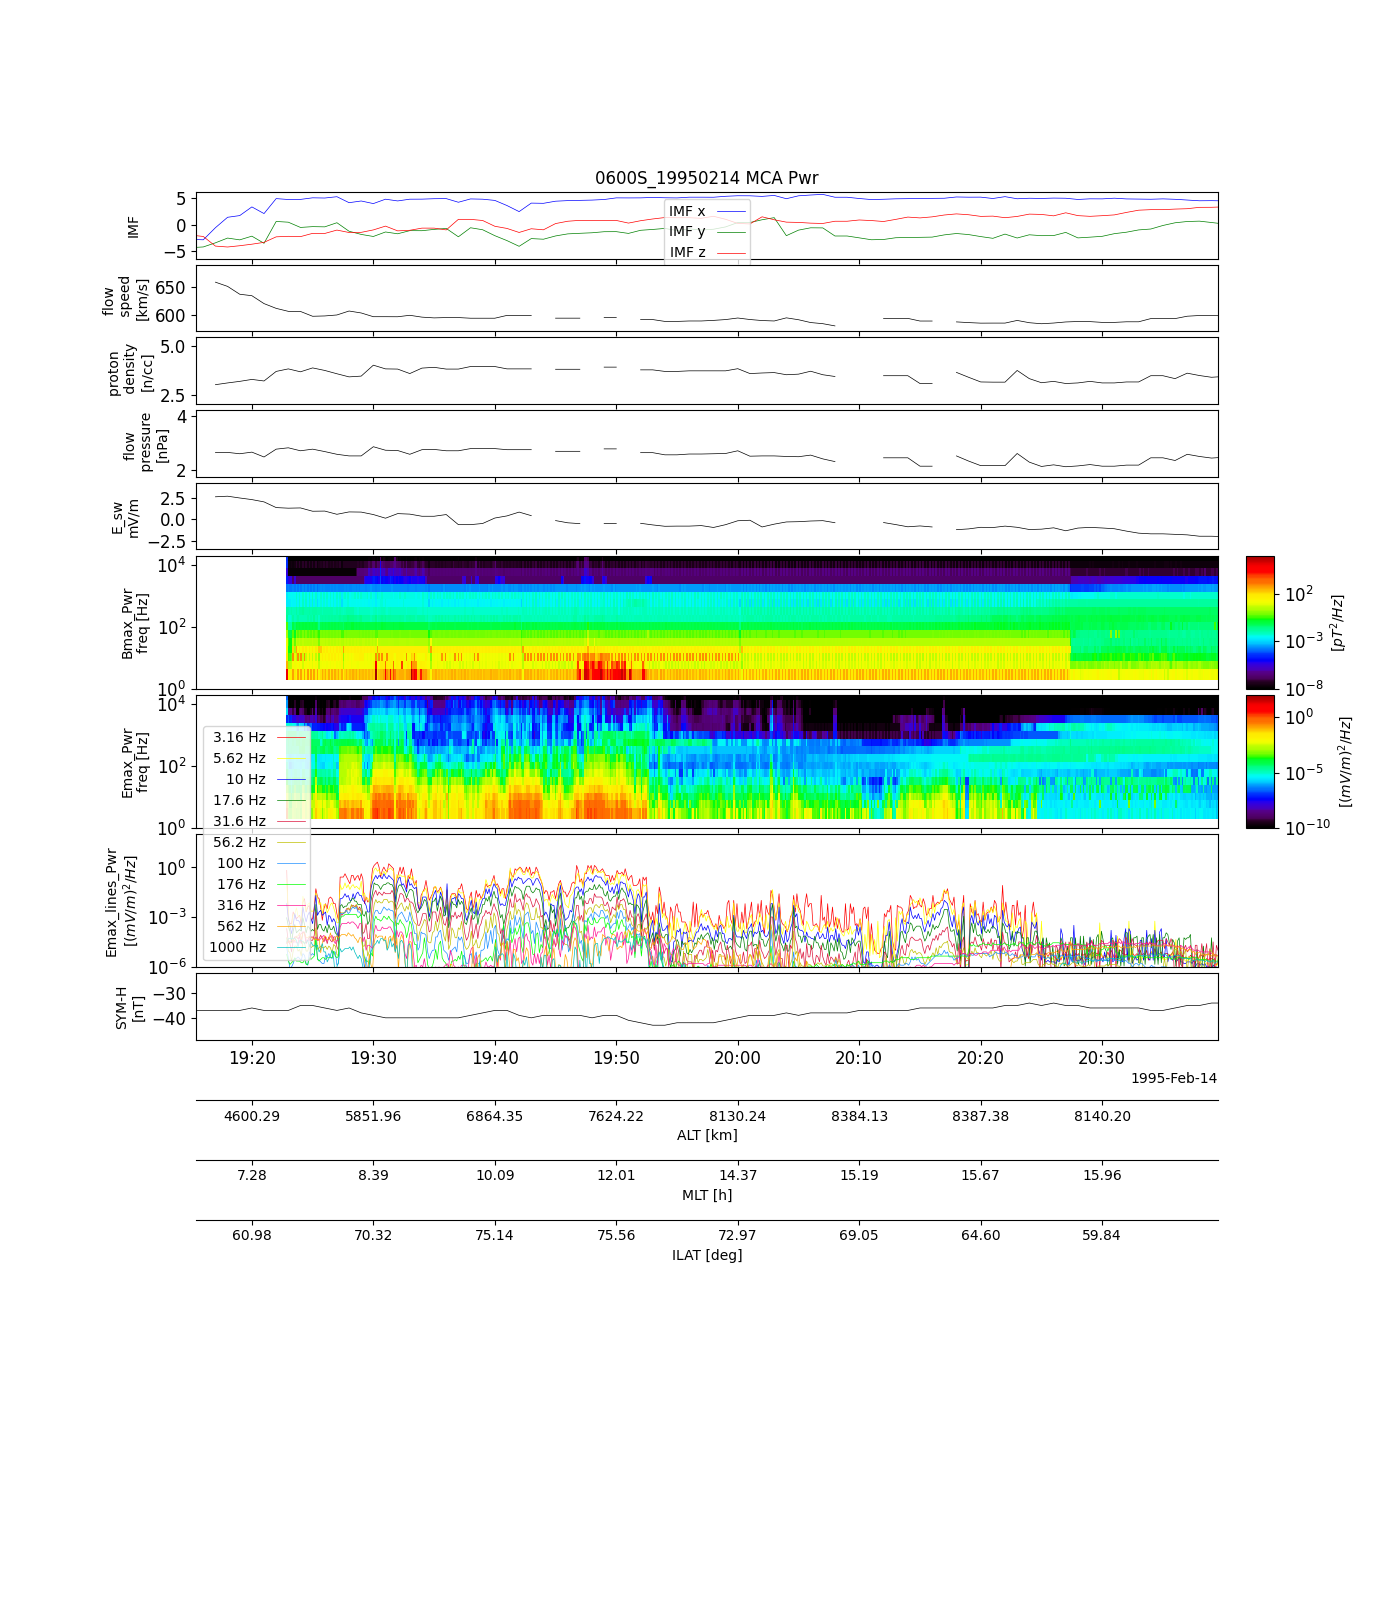 0600S_19950214 MCA Pwr
5
0
−5
IMF
IMF x
IMF y
IMF z
650
600
flow
speed
[km/s]
5.0
2.5
proton
density
[n/cc]
4
2
flow
pressure
[nPa]
2.5
0.0
−2.5
E_sw
mV/m
10^4
10^2
10^0
Bmax_Pwr
freq [Hz]
10^2
10^−3
10^−8
[pT^2/Hz]
10^4
10^2
10^0
Emax_Pwr
freq [Hz]
10^0
10^−5
10^−10
[(mV/m)^2/Hz]
3.16 Hz
5.62 Hz
10 Hz
17.6 Hz
31.6 Hz
56.2 Hz
100 Hz
176 Hz
316 Hz
562 Hz
1000 Hz
10^0
10^−3
10^−6
Emax_lines_Pwr
[(mV/m)^2/Hz]
−30
−40
SYM-H
[nT]
19:20 19:30 19:40 19:50 20:00 20:10 20:20 20:30
1995-Feb-14
4600.29 5851.96 6864.35 7624.22 8130.24 8384.13 8387.38 8140.20
ALT [km]
7.28 8.39 10.09 12.01 14.37 15.19 15.67 15.96
MLT [h]
60.98 70.32 75.14 75.56 72.97 69.05 64.60 59.84
ILAT [deg]